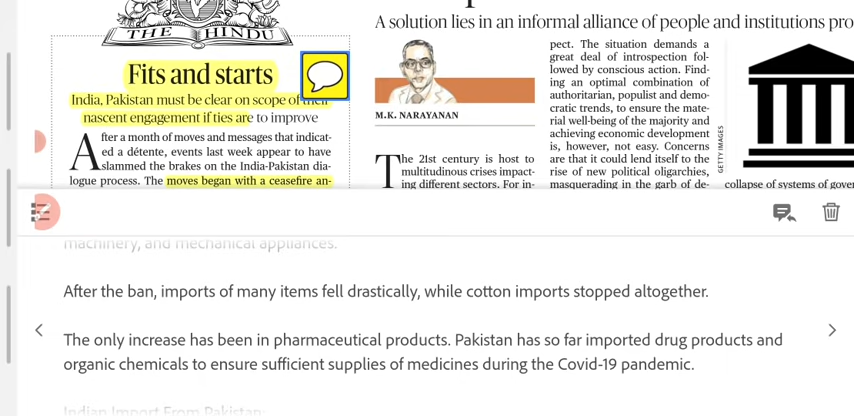 A solution lies in an informal alliance of people and institutions pro
THE HINDU
Fits and starts
India, Pakistan must be clear on scope of their
nascent engagement if ties are to improve
After a month of moves and messages that indicat-
ed a détente, events last week appear to have
slammed the brakes on the India-Pakistan dia-
logue process. The moves began with a ceasefire an-
M.K. NARAYANAN
The 21st century is host to
multitudinous crises impact-
ing different sectors. For in-
pect. The situation demands a
great deal of introspection fol-
lowed by conscious action. Find-
ing an optimal combination of
authoritarian, populist and demo-
cratic trends, to ensure the mate-
rial well-being of the majority and
achieving economic development
is, however, not easy. Concerns
are that it could lend itself to the
rise of new political oligarchies,
masquerading in the garb of de-
GETTY IMAGES
collapse of systems of gover
machinery, and mechanical appliances.
After the ban, imports of many items fell drastically, while cotton imports stopped altogether.
The only increase has been in pharmaceutical products. Pakistan has so far imported drug products and
organic chemicals to ensure sufficient supplies of medicines during the Covid-19 pandemic.
Indian Import From Pakistan: